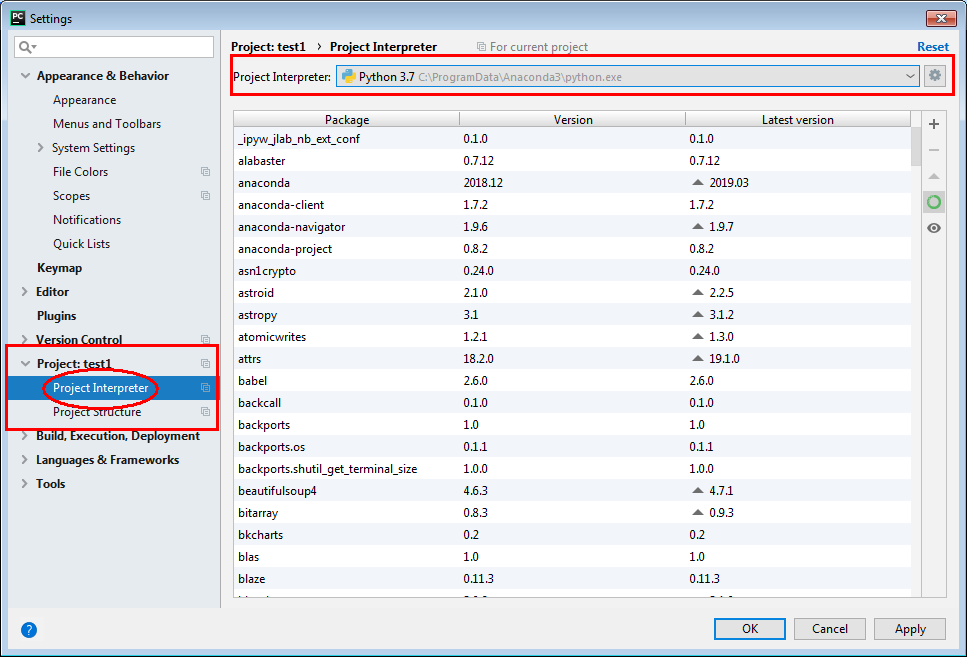 PC Settings
Appearance & Behavior
Appearance
Menus and Toolbars
System Settings
File Colors
Scopes
Notifications
Quick Lists
Keymap
Editor
Plugins
Version Control
Project: test1
Project Interpreter
Project Structure
Build, Execution, Deployment
Languages & Frameworks
Tools
?
Project: test1 › Project Interpreter For current project Reset
Project Interpreter: Python 3.7 C:\ProgramData\Anaconda3\python.exe
Package Version Latest version
_ipyw_jlab_nb_ext_conf 0.1.0 0.1.0
alabaster 0.7.12 0.7.12
anaconda 2018.12 2019.03
anaconda-client 1.7.2 1.7.2
anaconda-navigator 1.9.6 1.9.7
anaconda-project 0.8.2 0.8.2
asn1crypto 0.24.0 0.24.0
astroid 2.1.0 2.2.5
astropy 3.1 3.1.2
atomicwrites 1.2.1 1.3.0
attrs 18.2.0 19.1.0
babel 2.6.0 2.6.0
backcall 0.1.0 0.1.0
backports 1.0 1.0
backports.os 0.1.1 0.1.1
backports.shutil_get_terminal_size 1.0.0 1.0.0
beautifulsoup4 4.6.3 4.7.1
bitarray 0.8.3 0.9.3
bkcharts 0.2 0.2
blas 1.0 1.0
blaze 0.11.3 0.11.3
OK Cancel Apply